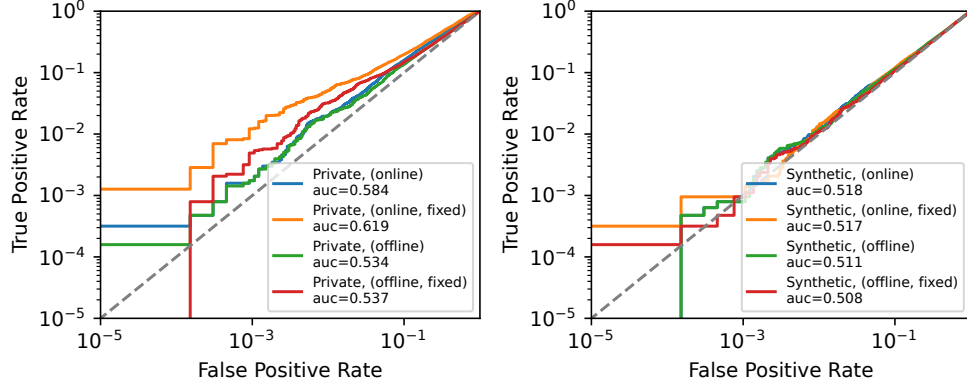 10^0
10^-1
10^-2
10^-3
10^-4
10^-5
10^-5
10^-3
10^-1
True Positive Rate
False Positive Rate
Private, (online)
auc=0.584
Private, (online, fixed)
auc=0.619
Private, (offline)
auc=0.534
Private, (offline, fixed)
auc=0.537
10^0
10^-1
10^-2
10^-3
10^-4
10^-5
10^-5
10^-3
10^-1
True Positive Rate
False Positive Rate
Synthetic, (online)
auc=0.518
Synthetic, (online, fixed)
auc=0.517
Synthetic, (offline)
auc=0.511
Synthetic, (offline, fixed)
auc=0.508